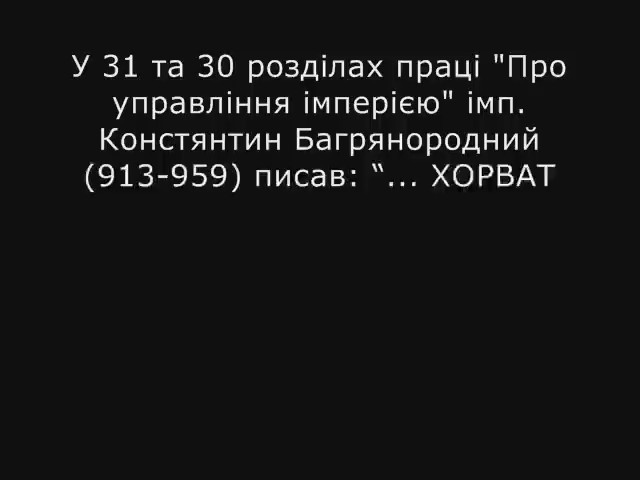 У 31 та 30 розділах праці "Про
управління імперією" імп.
Констянтин Багрянородний
(913-959) писав: “... ХОРВАТ